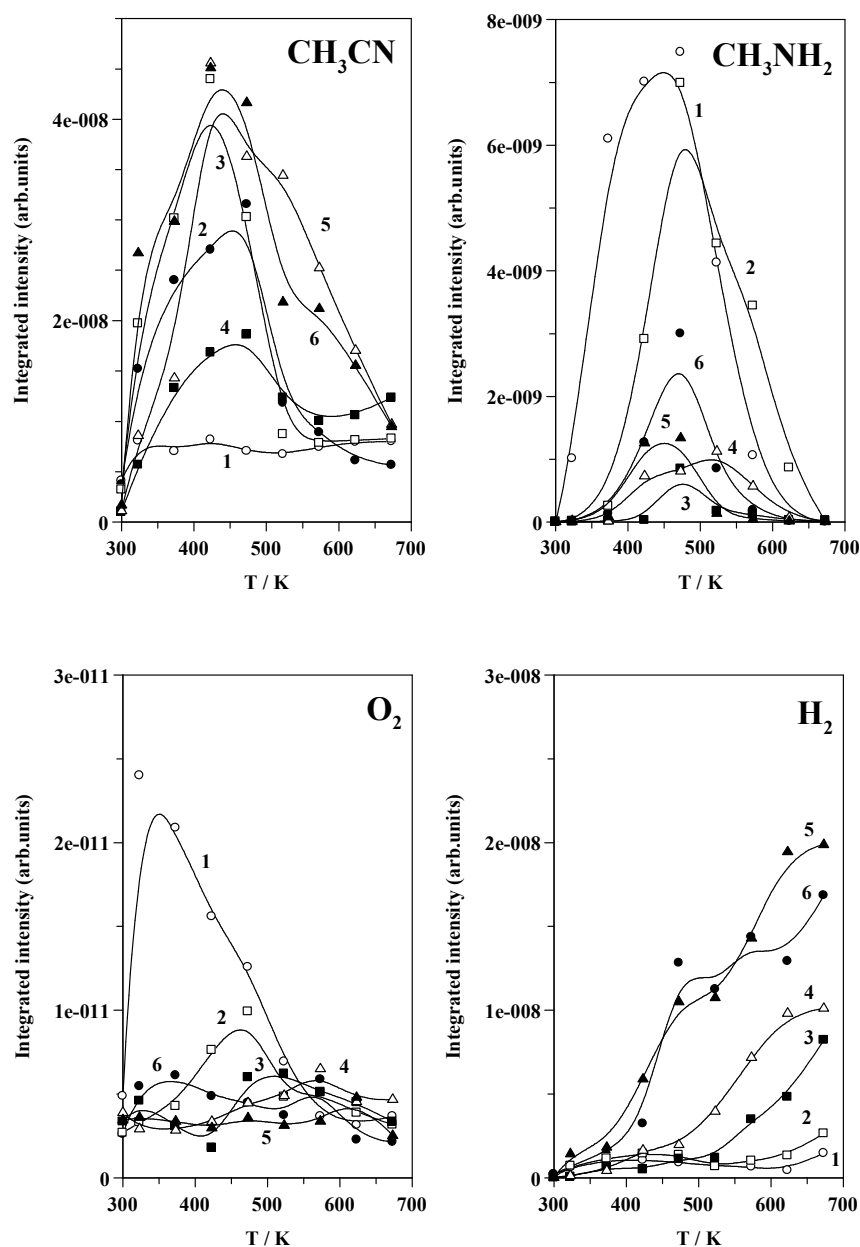 CH₃CN
Integrated intensity (arb.units)
4e-008
2e-008
0
3
2
5
4
6
1
300 400 500 600 700
T / K
CH₃NH₂
Integrated intensity (arb.units)
8e-009
6e-009
4e-009
2e-009
0
1
2
6
5
4
3
300 400 500 600 700
T / K
O₂
Integrated intensity (arb.units)
3e-011
2e-011
1e-011
0
1
2
6
3
4
5
300 400 500 600 700
T / K
H₂
Integrated intensity (arb.units)
3e-008
2e-008
1e-008
0
5
6
4
3
2
1
300 400 500 600 700
T / K